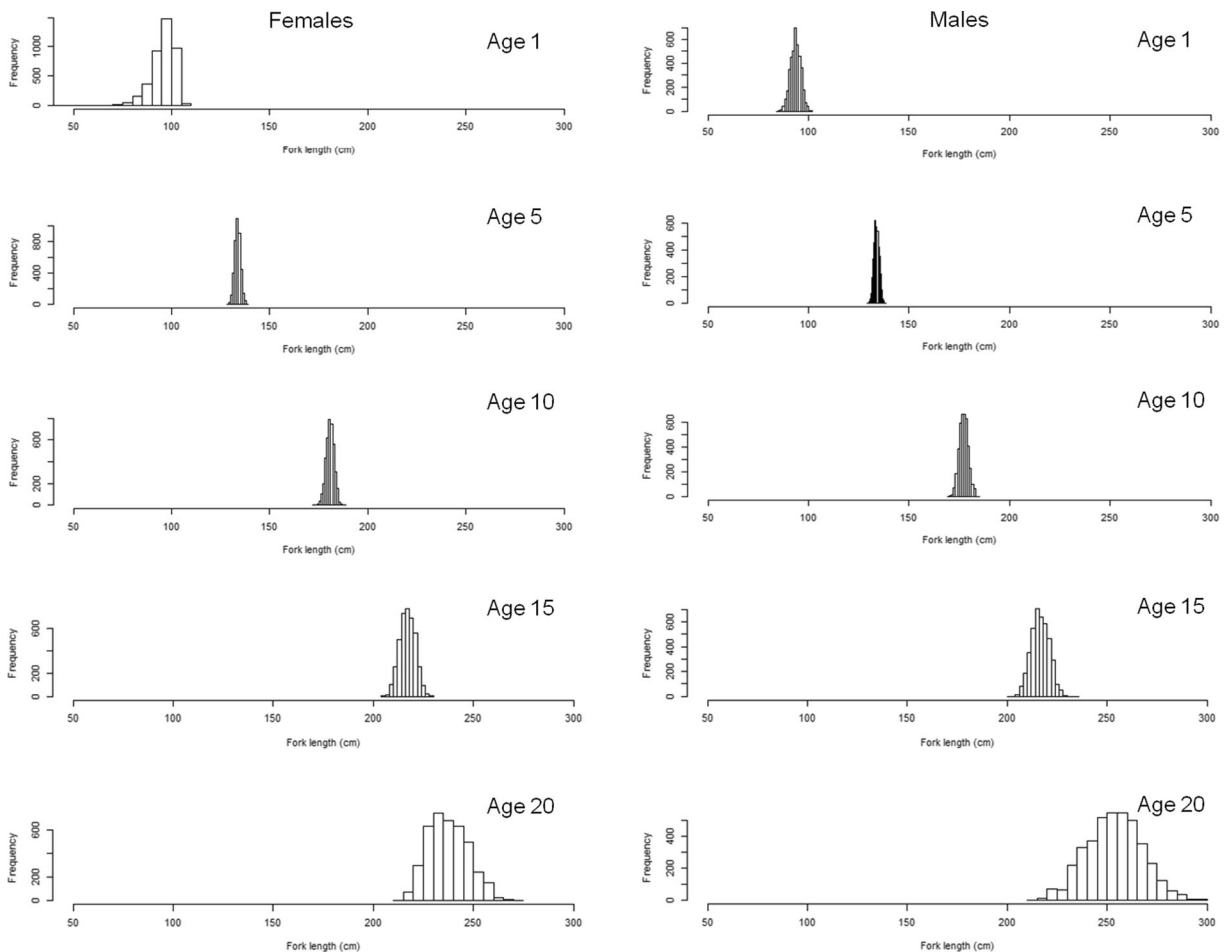 Females
Males
Age 1
Frequency
0 500 1000
50 100 150 200 250 300
Fork length (cm)
Age 1
Frequency
0 200 400 600
50 100 150 200 250 300
Fork length (cm)
Age 5
Frequency
0 400 800
50 100 150 200 250 300
Fork length (cm)
Age 5
Frequency
0 200 400 600
50 100 150 200 250 300
Fork length (cm)
Age 10
Frequency
0 200 600
50 100 150 200 250 300
Fork length (cm)
Age 10
Frequency
0 200 400 600
50 100 150 200 250 300
Fork length (cm)
Age 15
Frequency
0 200 600
50 100 150 200 250 300
Fork length (cm)
Age 15
Frequency
0 200 400 600
50 100 150 200 250 300
Fork length (cm)
Age 20
Frequency
0 200 600
50 100 150 200 250 300
Fork length (cm)
Age 20
Frequency
0 200 400
50 100 150 200 250 300
Fork length (cm)